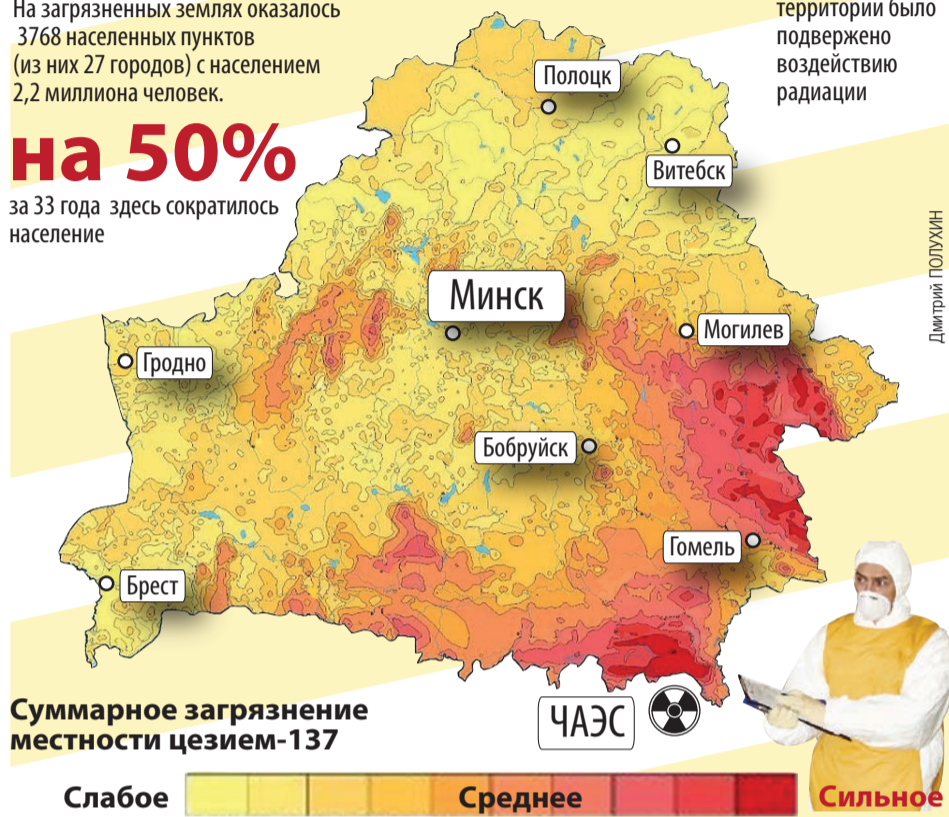 На загрязненных землях оказалось
3768 населенных пунктов
(из них 27 городов) с населением
2,2 миллиона человек.
на 50%
за 33 года здесь сократилось
население
территории было
подвержено
воздействию
радиации
Полоцк
Витебск
Минск
Могилев
Гродно
Бобруйск
Гомель
Брест
ЧАЭС
Дмитрий ПОЛУХИН
Суммарное загрязнение
местности цезием-137
Слабое Среднее Сильное